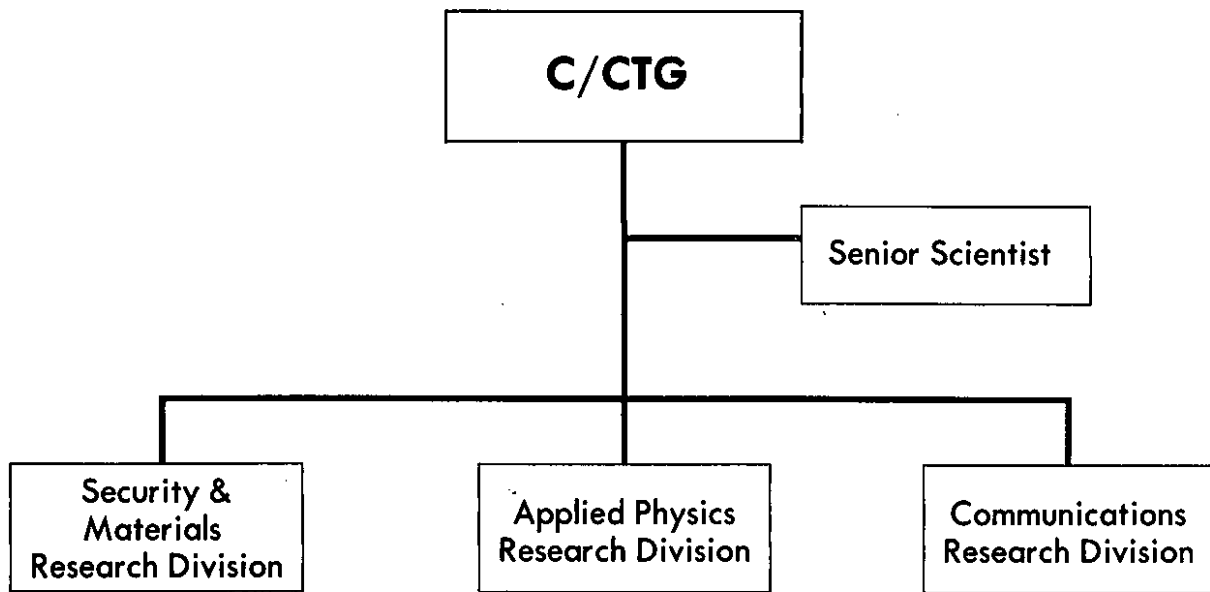 C/CTG
Senior Scientist
Security &
Materials
Research Division
Applied Physics
Research Division
Communications
Research Division